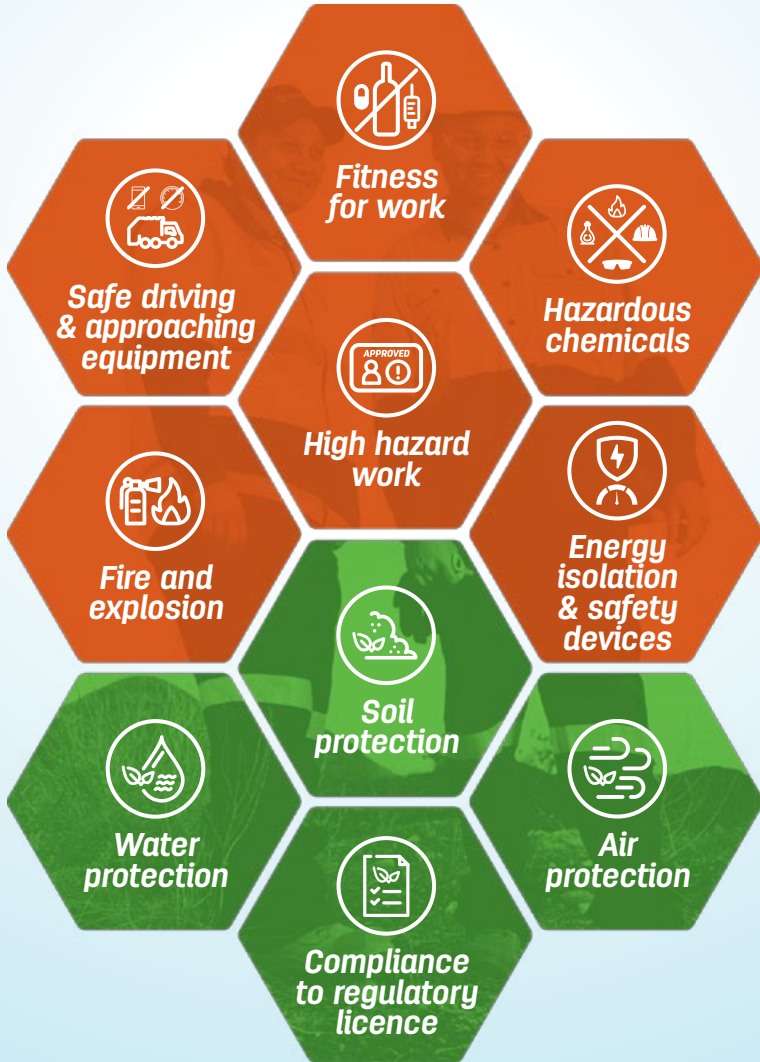 Fitness
for work
Safe driving
& approaching
equipment
Hazardous
chemicals
APPROVED
High hazard
work
Fire and
explosion
Energy
isolation
& safety
devices
Soil
protection
Water
protection
Air
protection
Compliance
to regulatory
licence